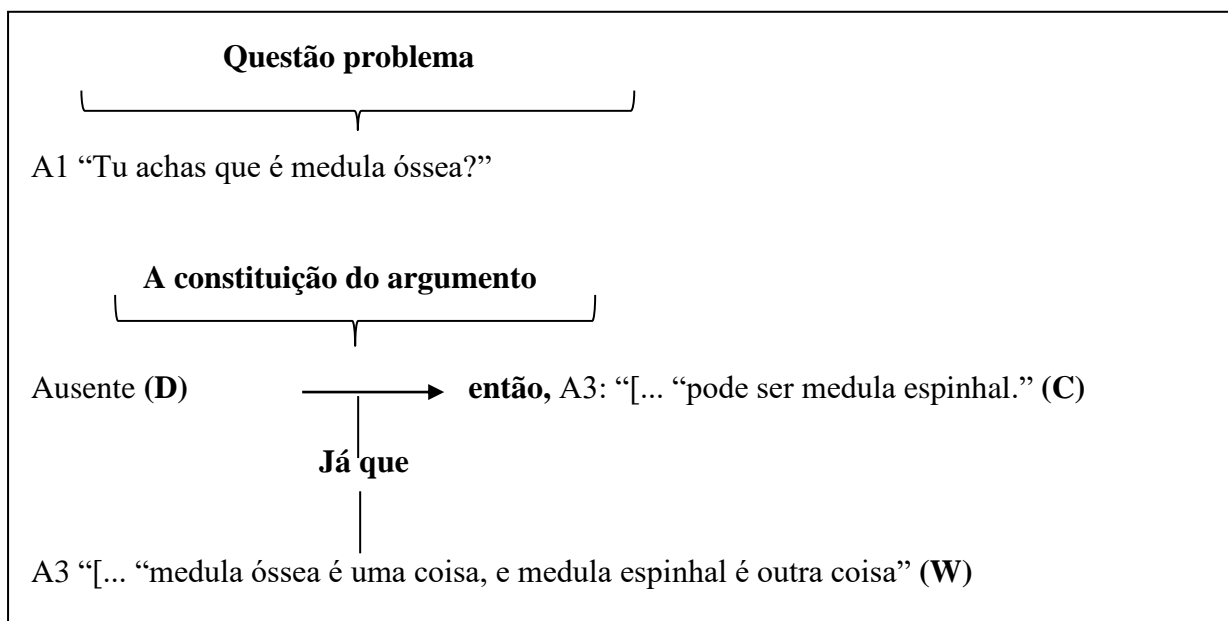 Questão problema
A1 “Tu achas que é medula óssea?”
A constituição do argumento
Ausente (D) então, A3: “[... “pode ser medula espinhal.” (C)
Já que
A3 “[... “medula óssea é uma coisa, e medula espinhal é outra coisa” (W)